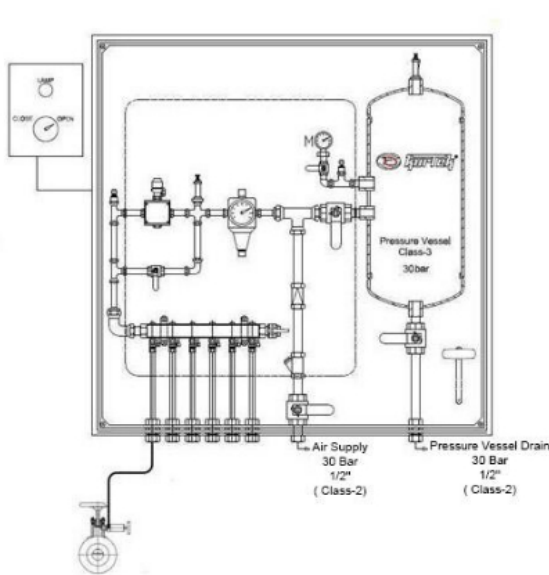 LAMP
CLOSE OPEN
M
Pressure Vessel
Class-3
30bar
Air Supply
30 Bar
1/2"
( Class-2)
Pressure Vessel Drain
30 Bar
1/2"
( Class-2)